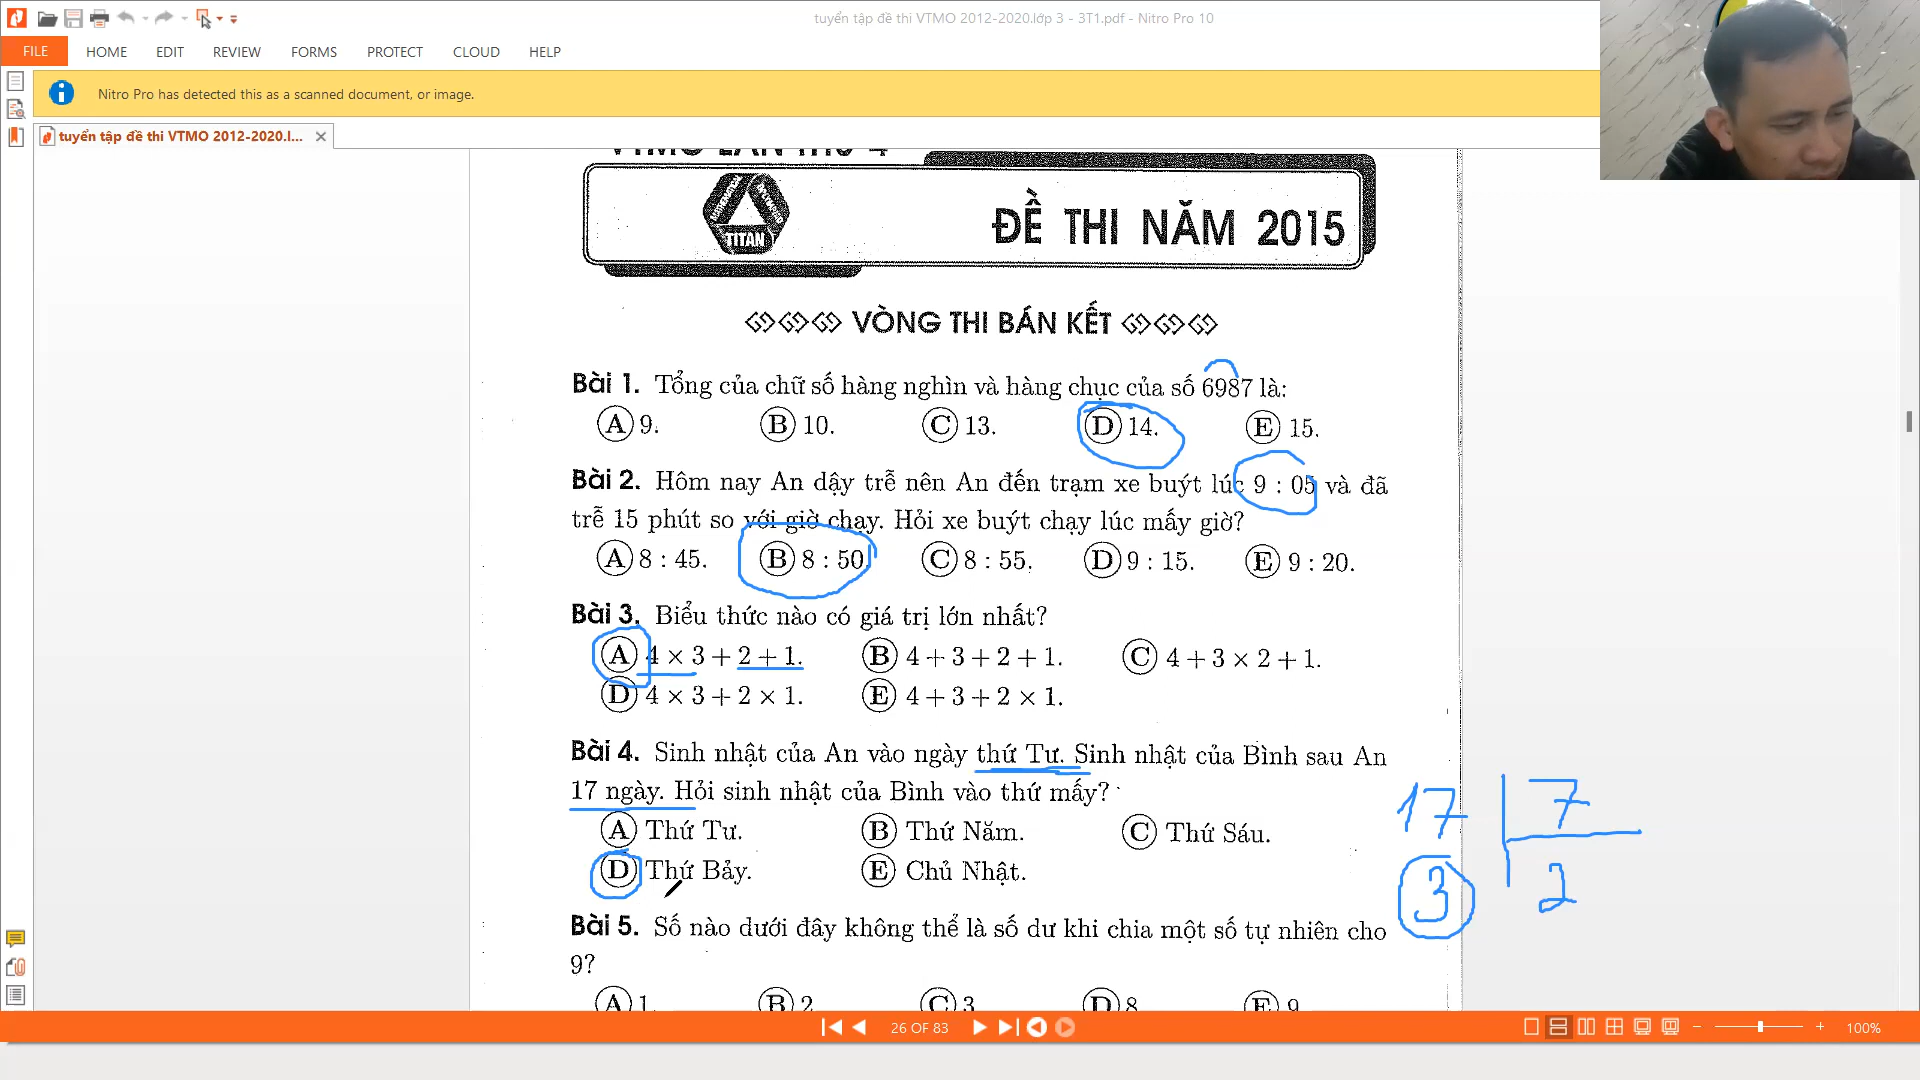 tuyển tập đề thi VTMO 2012-2020.lớp 3 - 3T1.pdf - Nitro Pro 10
FILE HOME EDIT REVIEW FORMS PROTECT CLOUD HELP
Nitro Pro has detected this as a scanned document, or image.
tuyển tập đề thi VTMO 2012-2020.l...
VTMO LẦN THỨ 4
TITAN
ĐỀ THI NĂM 2015
VÒNG THI BÁN KẾT
Bài 1. Tổng của chữ số hàng nghìn và hàng chục của số 6987 là:
A 9. B 10. C 13. D 14. E 15.
Bài 2. Hôm nay An dậy trễ nên An đến trạm xe buýt lúc 9 : 05 và đã
trễ 15 phút so với giờ chạy. Hỏi xe buýt chạy lúc mấy giờ?
A 8 : 45. B 8 : 50. C 8 : 55. D 9 : 15. E 9 : 20.
Bài 3. Biểu thức nào có giá trị lớn nhất?
A 4 × 3 + 2 + 1. B 4 + 3 + 2 + 1. C 4 + 3 × 2 + 1.
D 4 × 3 + 2 × 1. E 4 + 3 + 2 × 1.
Bài 4. Sinh nhật của An vào ngày thứ Tư. Sinh nhật của Bình sau An
17 ngày. Hỏi sinh nhật của Bình vào thứ mấy?
A Thứ Tư. B Thứ Năm. C Thứ Sáu.
D Thứ Bảy. E Chủ Nhật.
17 7
3 2
Bài 5. Số nào dưới đây không thể là số dư khi chia một số tự nhiên cho
9?
A 1 B 2 C 3 D 8 E 9
26 OF 83
100%